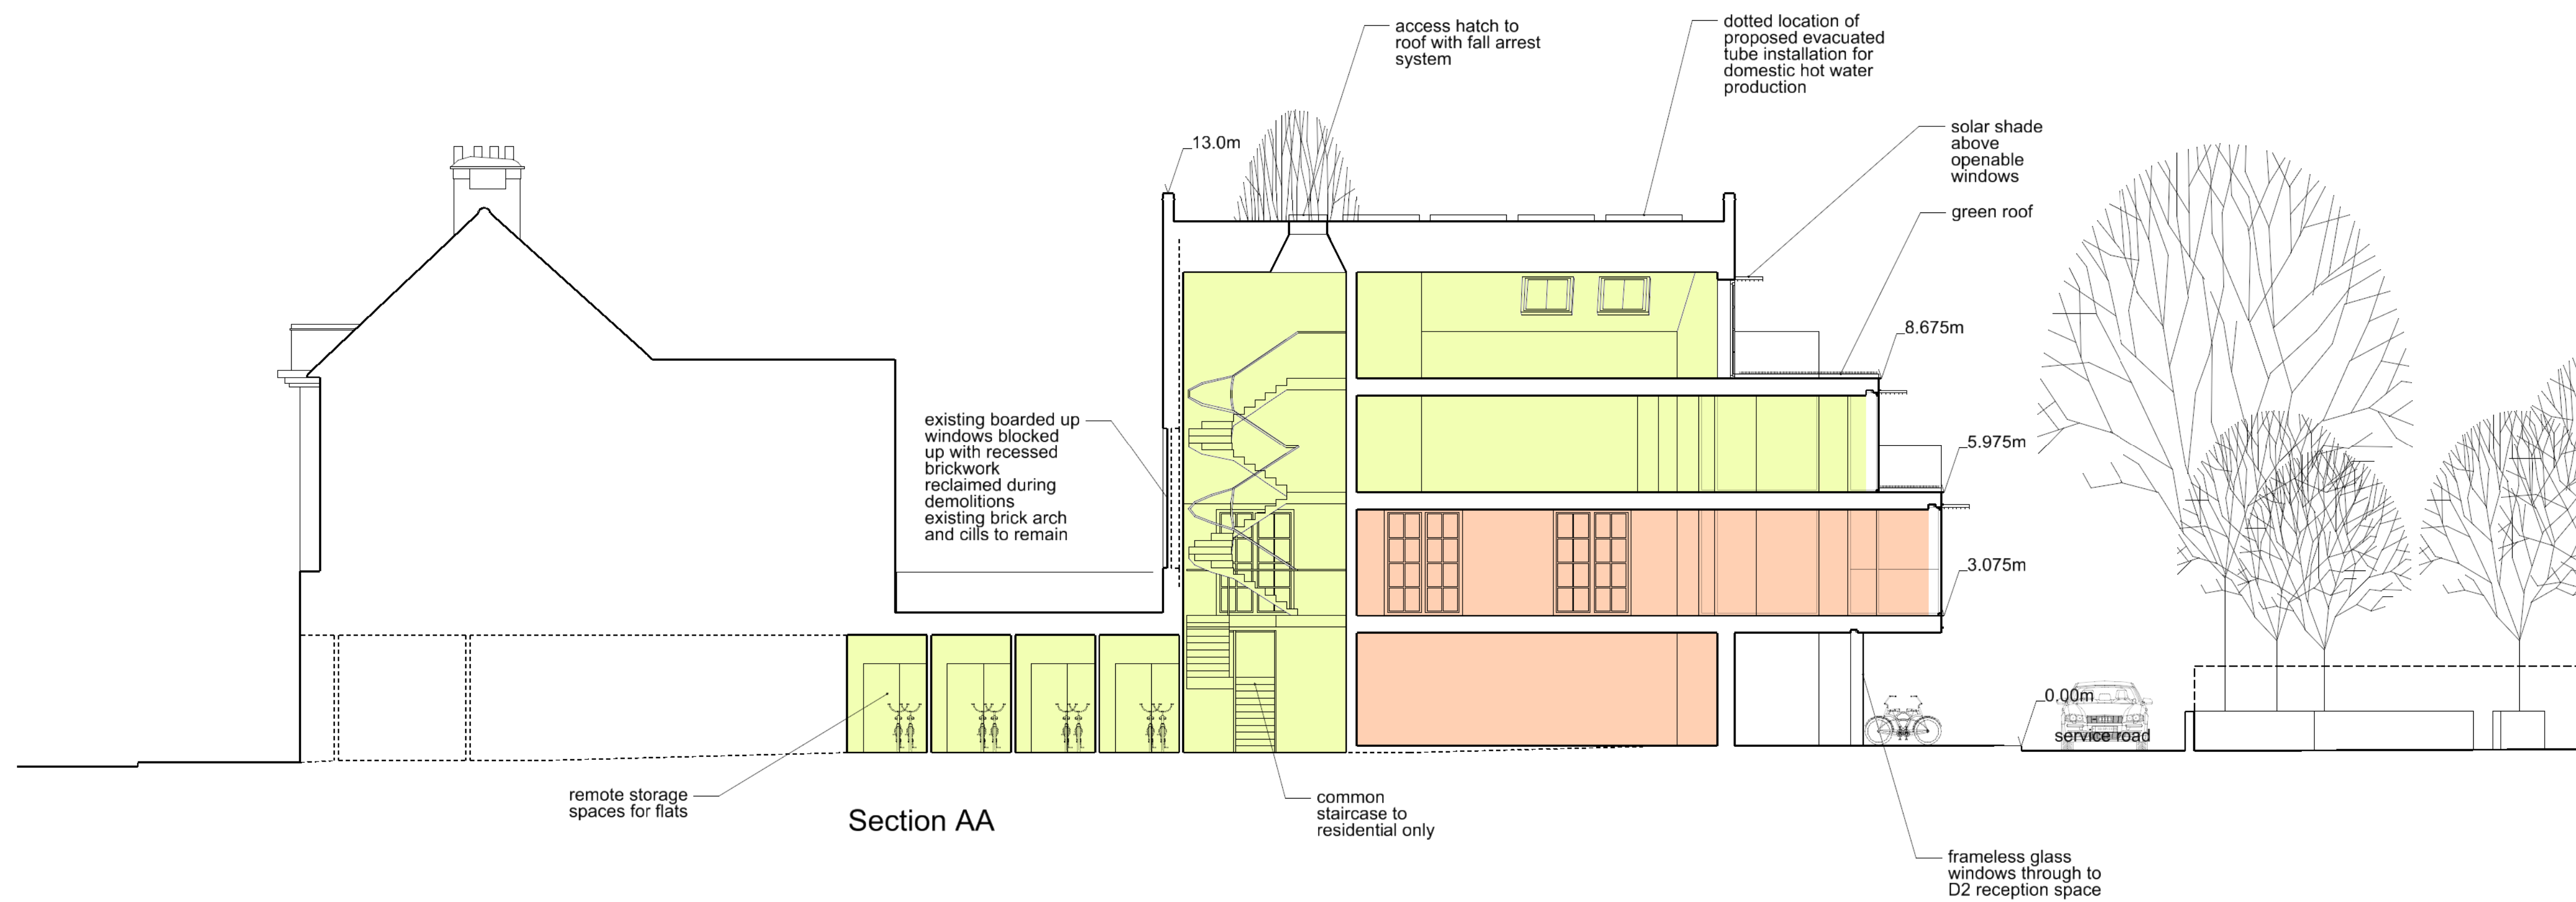 access hatch to
roof with fall arrest
system
dotted location of
proposed evacuated
tube installation for
domestic hot water
production
solar shade
above
openable
windows
13.0m
green roof
8.675m
existing boarded up
windows blocked
up with recessed
brickwork
reclaimed during
demolitions
existing brick arch
and cills to remain
5.975m
3.075m
0.00m
service road
remote storage
spaces for flats
Section AA
common
staircase to
residential only
frameless glass
windows through to
D2 reception space